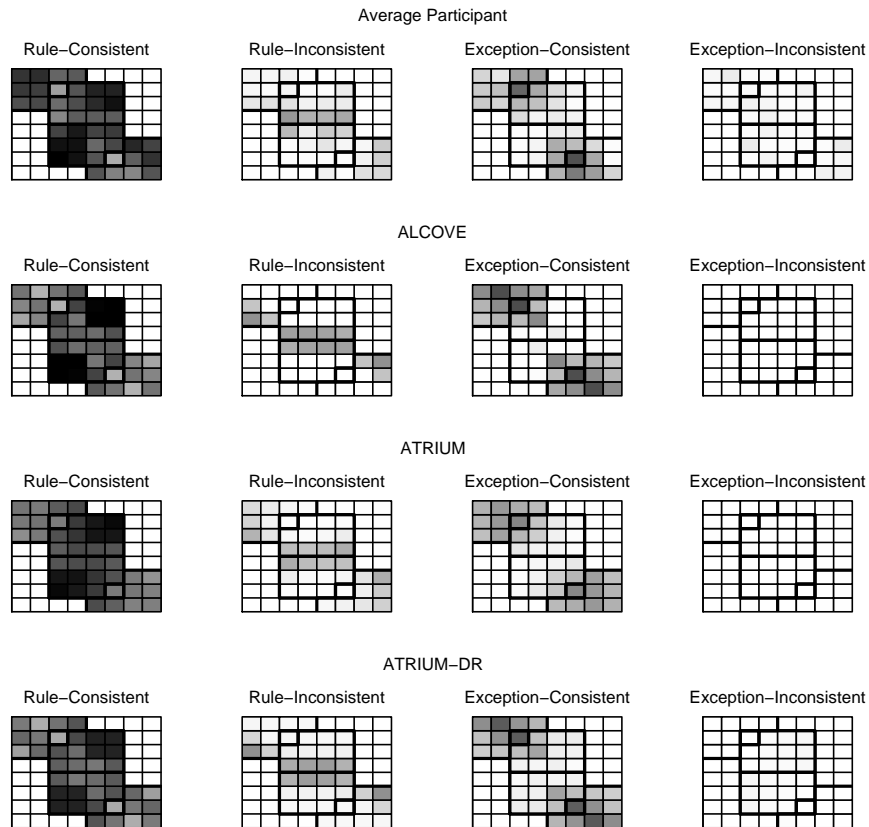 Average Participant
Rule−Consistent Rule−Inconsistent Exception−Consistent Exception−Inconsistent
ALCOVE
Rule−Consistent Rule−Inconsistent Exception−Consistent Exception−Inconsistent
ATRIUM
Rule−Consistent Rule−Inconsistent Exception−Consistent Exception−Inconsistent
ATRIUM−DR
Rule−Consistent Rule−Inconsistent Exception−Consistent Exception−Inconsistent